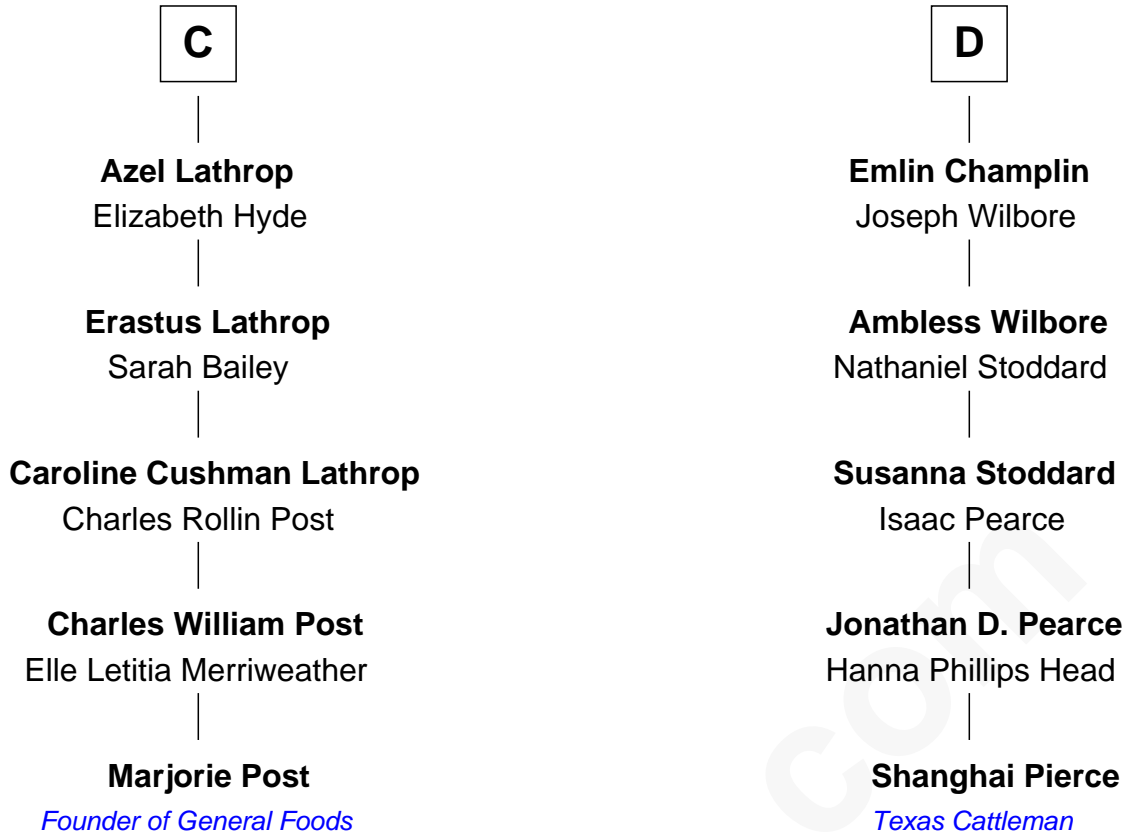 C
Azel Lathrop
Elizabeth Hyde
Erastus Lathrop
Sarah Bailey
Caroline Cushman Lathrop
Charles Rollin Post
Charles William Post
Elle Letitia Merriweather
Marjorie Post
Founder of General Foods
D
Emlin Champlin
Joseph Wilbore
Ambless Wilbore
Nathaniel Stoddard
Susanna Stoddard
Isaac Pearce
Jonathan D. Pearce
Hanna Phillips Head
Shanghai Pierce
Texas Cattleman
com